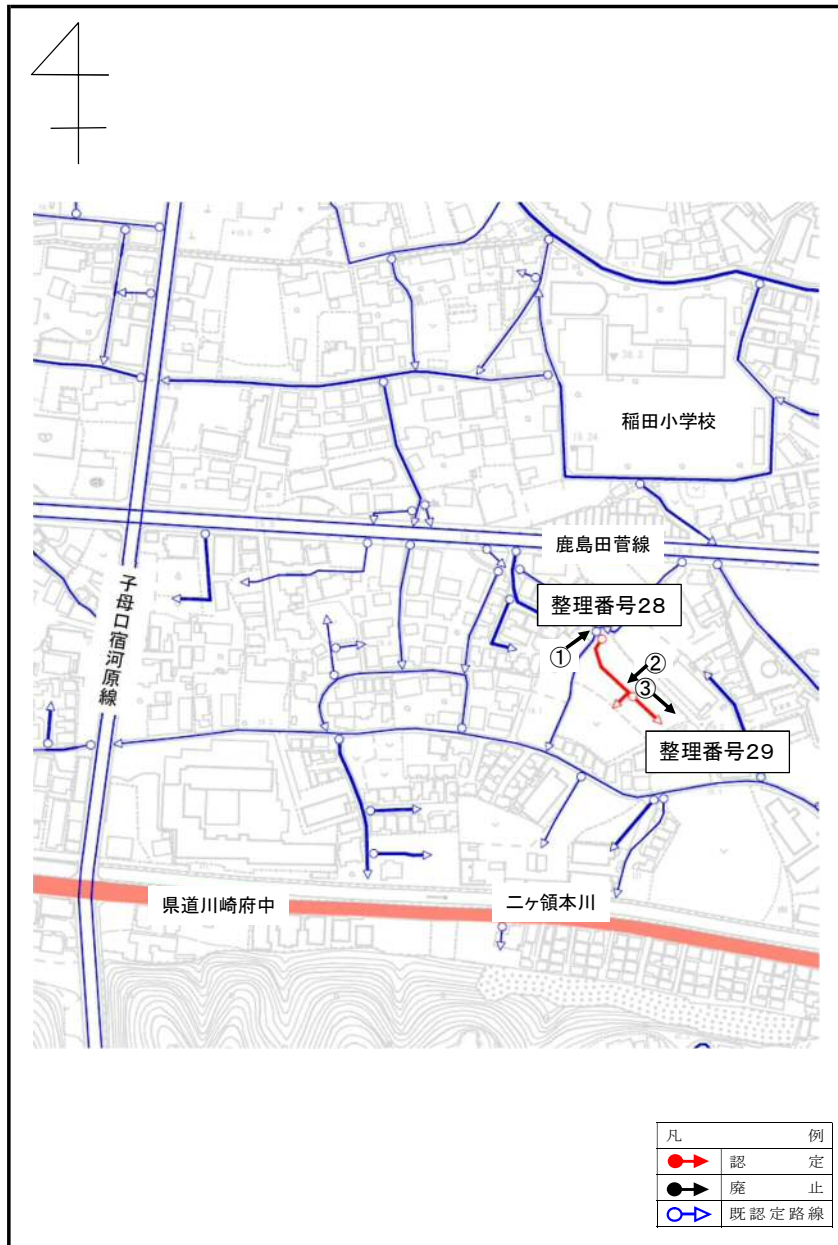 稲田小学校
鹿島田菅線
整理番号28
①
②
③
整理番号29
子母口宿河原線
県道川崎府中
二ヶ領本川
凡 例
認 定
廃 止
既認定路線